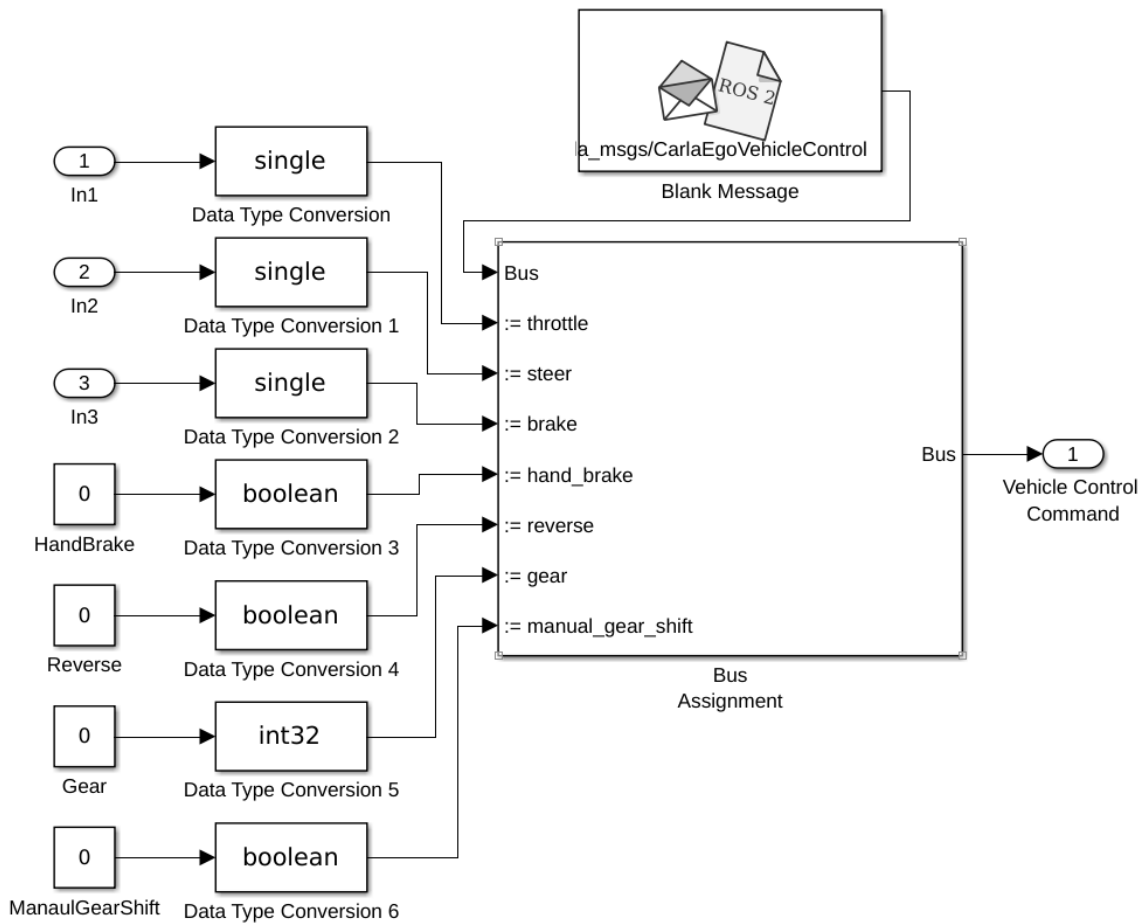 ROS 2
a_msgs/CarlaEgoVehicleControl
Blank Message
1
In1
single
Data Type Conversion
2
In2
single
Data Type Conversion 1
3
In3
single
Data Type Conversion 2
0
HandBrake
boolean
Data Type Conversion 3
0
Reverse
boolean
Data Type Conversion 4
0
Gear
int32
Data Type Conversion 5
0
ManaulGearShift
boolean
Data Type Conversion 6
Bus
:= throttle
:= steer
:= brake
:= hand_brake
:= reverse
:= gear
:= manual_gear_shift
Bus
Bus
Assignment
1
Vehicle Control
Command